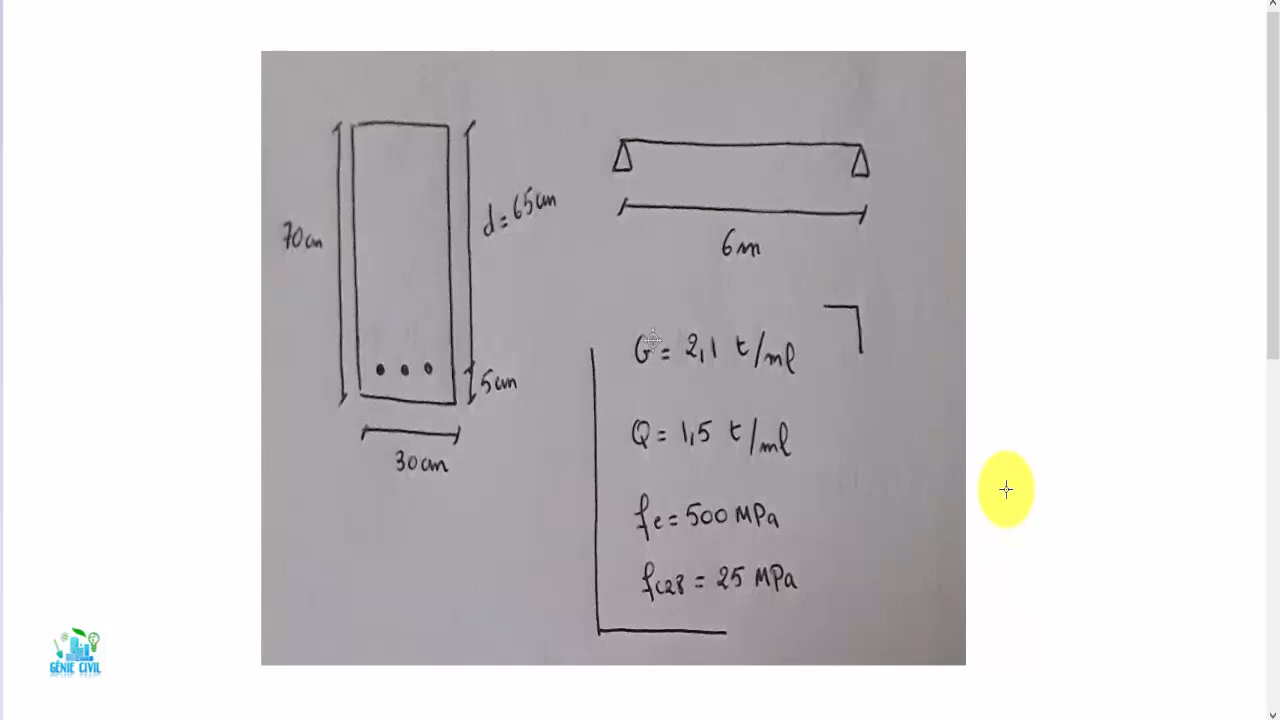 70cm
d = 65cm
5cm
30cm
6m
G = 2,1 t/ml
Q = 1,5 t/ml
fe = 500 MPa
fc28 = 25 MPa
GÉNIE CIVIL